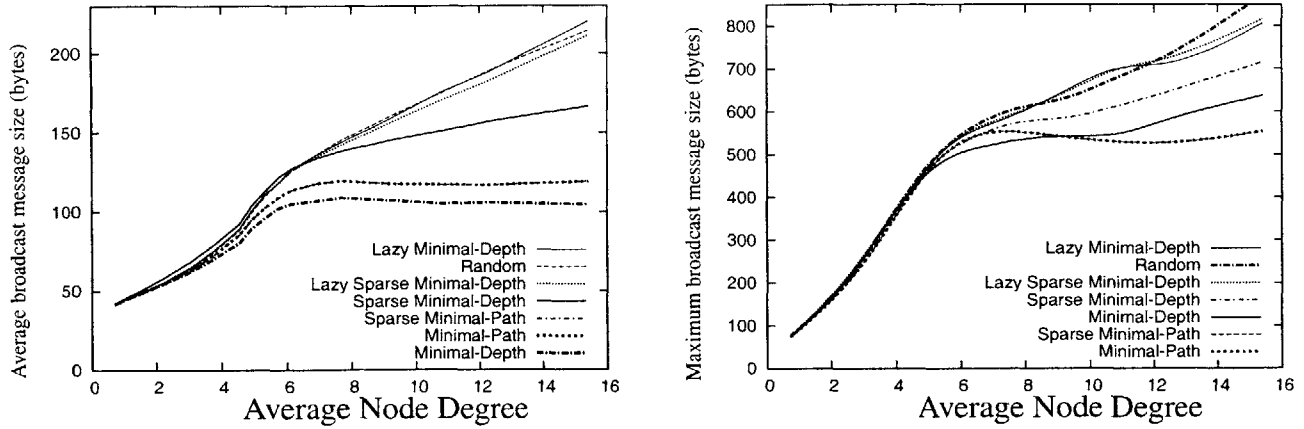 Average broadcast message size (bytes)
200
150
100
50
0
Lazy Minimal-Depth
Random
Lazy Sparse Minimal-Depth
Sparse Minimal-Depth
Sparse Minimal-Path
Minimal-Path
Minimal-Depth
0 2 4 6 8 10 12 14 16
Average Node Degree
Maximum broadcast message size (bytes)
800
700
600
500
400
300
200
100
0
Lazy Minimal-Depth
Random
Lazy Sparse Minimal-Depth
Sparse Minimal-Depth
Minimal-Depth
Sparse Minimal-Path
Minimal-Path
0 2 4 6 8 10 12 14 16
Average Node Degree